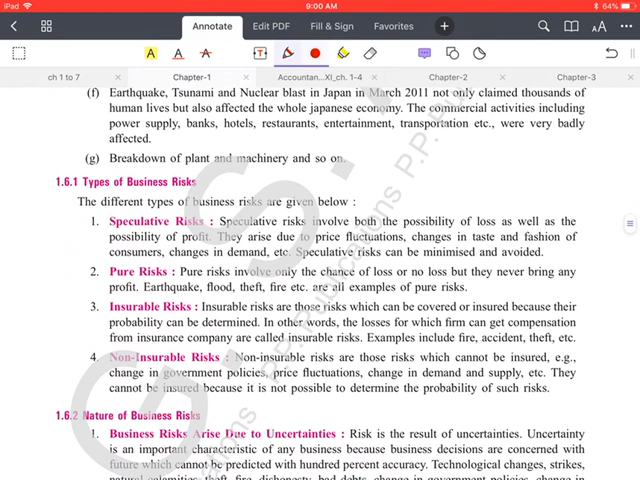 iPad
9:00 AM
64%
Annotate
Edit PDF
Fill & Sign
Favorites
ch 1 to 7
Chapter-1
Accountan...XI_ch. 1-4
Chapter-2
Chapter-3
(f) Earthquake, Tsunami and Nuclear blast in Japan in March 2011 not only claimed thousands of
human lives but also affected the whole japanese economy. The commercial activities including
power supply, banks, hotels, restaurants, entertainment, transportation etc., were very badly
affected.
(g) Breakdown of plant and machinery and so on.
1.6.1 Types of Business Risks
The different types of business risks are given below :
1. Speculative Risks : Speculative risks involve both the possibility of loss as well as the
possibility of profit. They arise due to price fluctuations, changes in taste and fashion of
consumers, changes in demand, etc. Speculative risks can be minimised and avoided.
2. Pure Risks : Pure risks involve only the chance of loss or no loss but they never bring any
profit. Earthquake, flood, theft, fire etc. are all examples of pure risks.
3. Insurable Risks : Insurable risks are those risks which can be covered or insured because their
probability can be determined. In other words, the losses for which firm can get compensation
from insurance company are called insurable risks. Examples include fire, accident, theft, etc.
4. Non-Insurable Risks : Non-insurable risks are those risks which cannot be insured, e.g.,
change in government policies, price fluctuations, change in demand and supply, etc. They
cannot be insured because it is not possible to determine the probability of such risks.
1.6.2 Nature of Business Risks
1. Business Risks Arise Due to Uncertainties : Risk is the result of uncertainties. Uncertainty
is an important characteristic of any business because business decisions are concerned with
future which cannot be predicted with hundred percent accuracy. Technological changes, strikes,
natural calamities, theft, fire, dishonesty, bad debts, change in government policies, change in